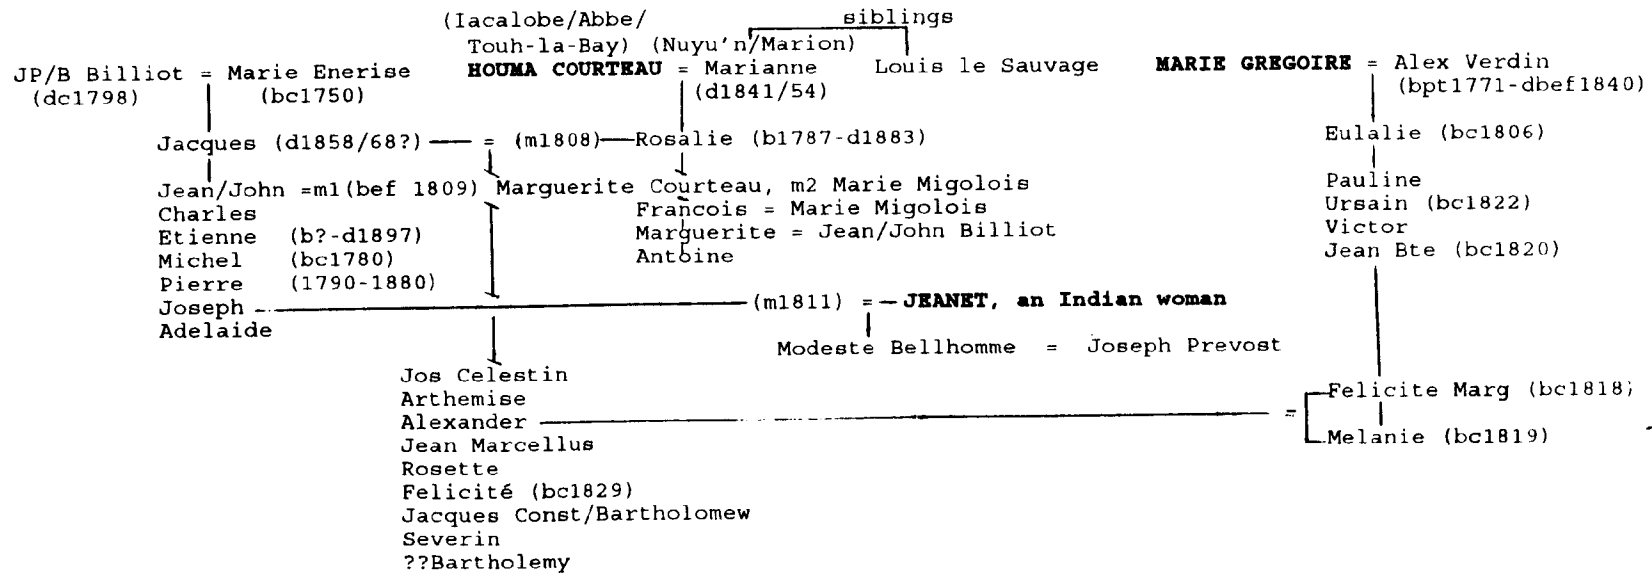 (Iacalobe/Abbe/ siblings
Touh-la-Bay) (Nuyu'n/Marion)
JP/B Billiot = Marie Enerise HOUMA COURTEAU = Marianne Louis le Sauvage MARIE GREGOIRE = Alex Verdin
(dc1798) (bc1750) (d1841/54) (bpt1771-dbef1840)
Jacques (d1858/68?) = (m1808) Rosalie (b1787-d1883) Eulalie (bc1806)
Jean/John =m1(bef 1809) Marguerite Courteau, m2 Marie Migolois Pauline
Charles Francois = Marie Migolois Ursain (bc1822)
Etienne (b?-d1897) Marguerite = Jean/John Billiot Victor
Michel (bc1780) Antoine Jean Bte (bc1820)
Pierre (1790-1880)
Joseph (m1811) = JEANET, an Indian woman
Adelaide
Modeste Bellhomme = Joseph Prevost
Jos Celestin
Arthemise Felicite Marg (bc1818)
Alexander =
Jean Marcellus Melanie (bc1819)
Rosette
Felicité (bc1829)
Jacques Const/Bartholomew
Severin
??Bartholemy